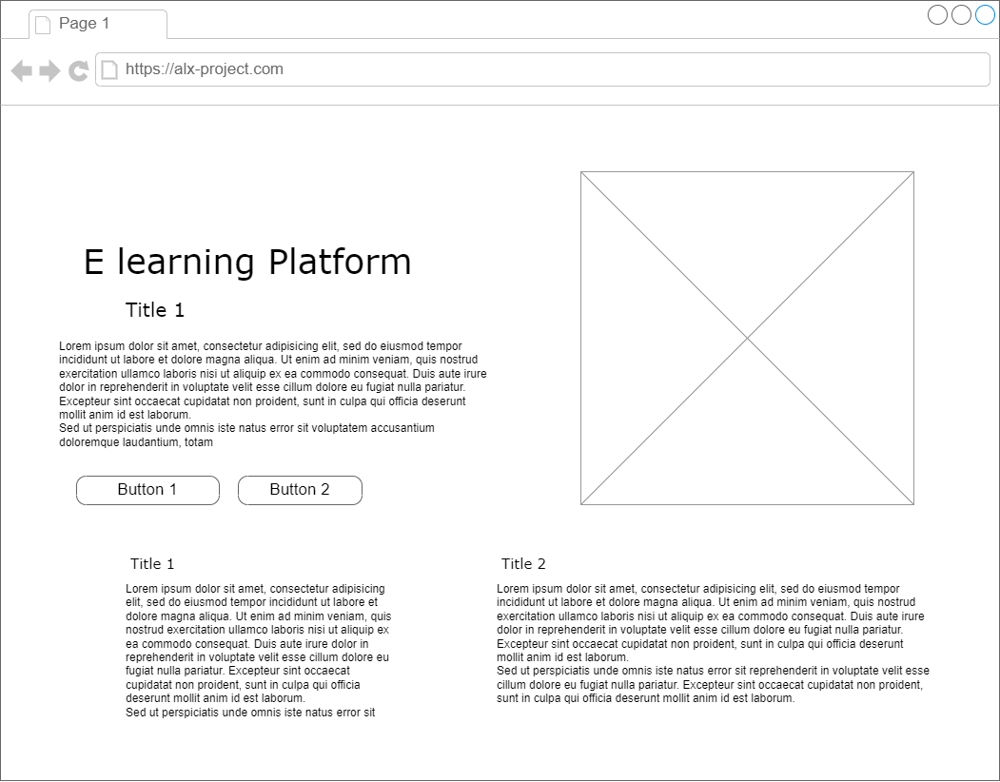 Page 1
https://alx-project.com
E learning Platform
Title 1
Lorem ipsum dolor sit amet, consectetur adipisicing elit, sed do eiusmod tempor
incididunt ut labore et dolore magna aliqua. Ut enim ad minim veniam, quis nostrud
exercitation ullamco laboris nisi ut aliquip ex ea commodo consequat. Duis aute irure
dolor in reprehenderit in voluptate velit esse cillum dolore eu fugiat nulla pariatur.
Excepteur sint occaecat cupidatat non proident, sunt in culpa qui officia deserunt
mollit anim id est laborum.
Sed ut perspiciatis unde omnis iste natus error sit voluptatem accusantium
doloremque laudantium, totam
Button 1
Button 2
Title 1
Lorem ipsum dolor sit amet, consectetur adipisicing
elit, sed do eiusmod tempor incididunt ut labore et
dolore magna aliqua. Ut enim ad minim veniam, quis
nostrud exercitation ullamco laboris nisi ut aliquip ex
ea commodo consequat. Duis aute irure dolor in
reprehenderit in voluptate velit esse cillum dolore eu
fugiat nulla pariatur. Excepteur sint occaecat
cupidatat non proident, sunt in culpa qui officia
deserunt mollit anim id est laborum.
Sed ut perspiciatis unde omnis iste natus error sit
Title 2
Lorem ipsum dolor sit amet, consectetur adipisicing elit, sed do eiusmod tempor
incididunt ut labore et dolore magna aliqua. Ut enim ad minim veniam, quis nostrud
exercitation ullamco laboris nisi ut aliquip ex ea commodo consequat. Duis aute irure
dolor in reprehenderit in voluptate velit esse cillum dolore eu fugiat nulla pariatur.
Excepteur sint occaecat cupidatat non proident, sunt in culpa qui officia deserunt
mollit anim id est laborum.
Sed ut perspiciatis unde omnis iste natus error sit reprehenderit in voluptate velit esse
cillum dolore eu fugiat nulla pariatur. Excepteur sint occaecat cupidatat non proident,
sunt in culpa qui officia deserunt mollit anim id est laborum.